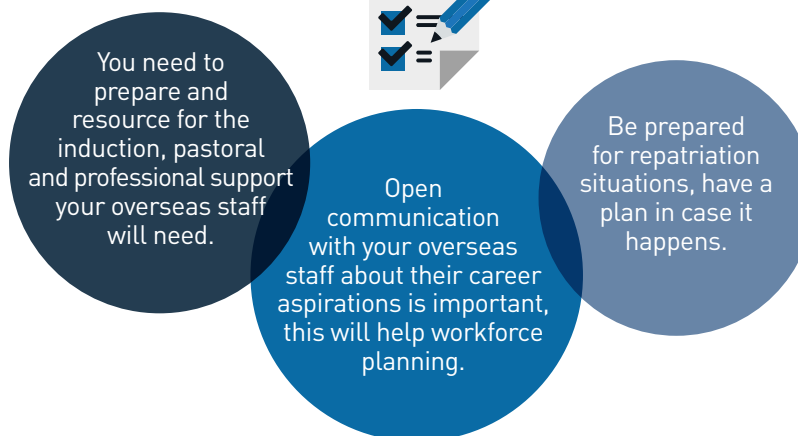 You need to
prepare and
resource for the
induction, pastoral
and professional support
your overseas staff
will need.
Open
communication
with your overseas
staff about their career
aspirations is important,
this will help workforce
planning.
Be prepared
for repatriation
situations, have a
plan in case it
happens.